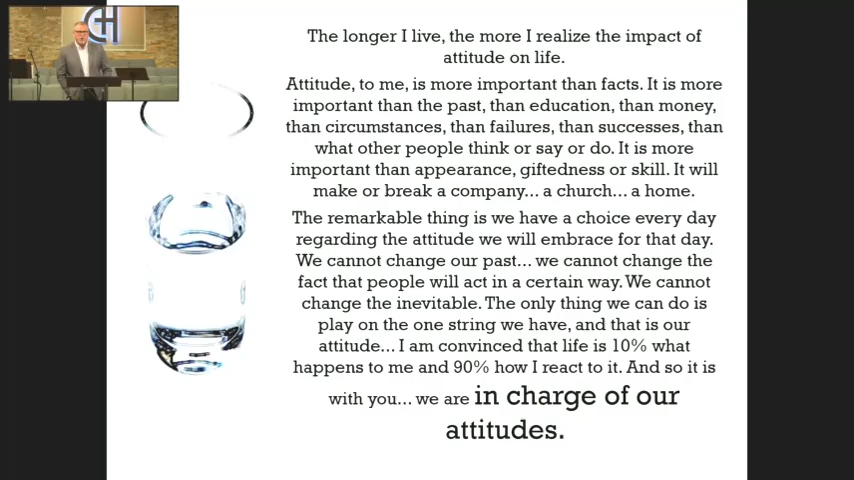 The longer I live, the more I realize the impact of
attitude on life.
Attitude, to me, is more important than facts. It is more
important than the past, than education, than money,
than circumstances, than failures, than successes, than
what other people think or say or do. It is more
important than appearance, giftedness or skill. It will
make or break a company... a church... a home.
The remarkable thing is we have a choice every day
regarding the attitude we will embrace for that day.
We cannot change our past... we cannot change the
fact that people will act in a certain way. We cannot
change the inevitable. The only thing we can do is
play on the one string we have, and that is our
attitude... I am convinced that life is 10% what
happens to me and 90% how I react to it. And so it is
with you... we are in charge of our
attitudes.